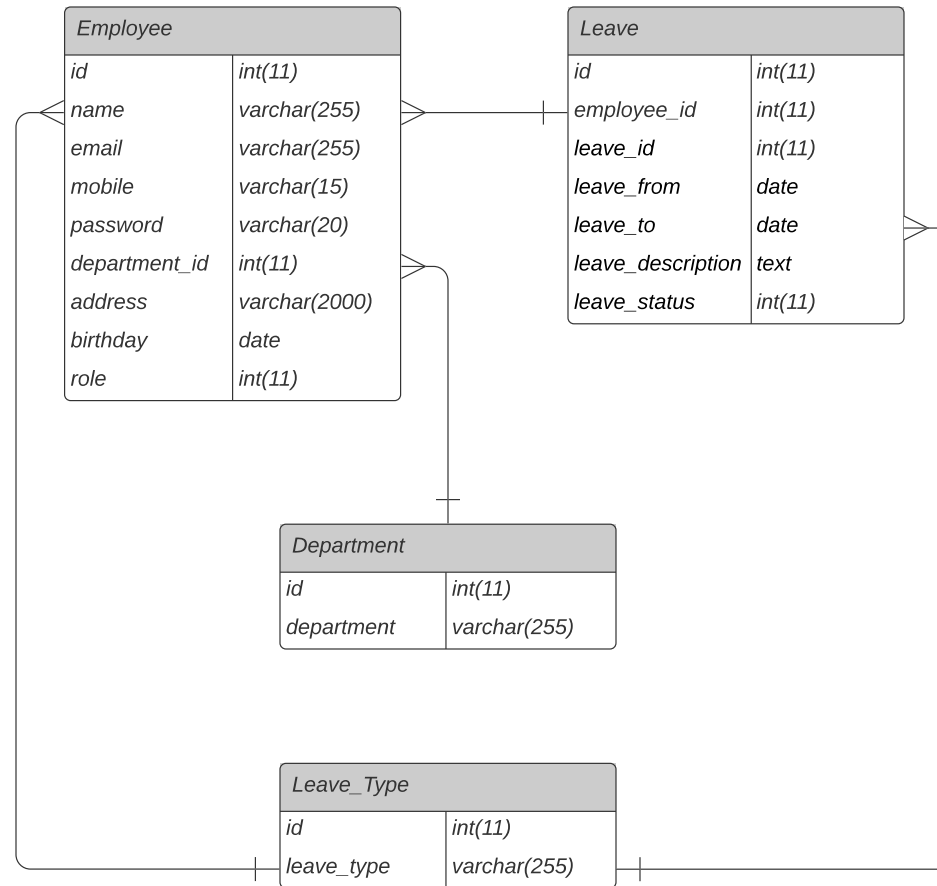 Employee
id int(11)
name varchar(255)
email varchar(255)
mobile varchar(15)
password varchar(20)
department_id int(11)
address varchar(2000)
birthday date
role int(11)
Leave
id int(11)
employee_id int(11)
leave_id int(11)
leave_from date
leave_to date
leave_description text
leave_status int(11)
Department
id int(11)
department varchar(255)
Leave_Type
id int(11)
leave_type varchar(255)